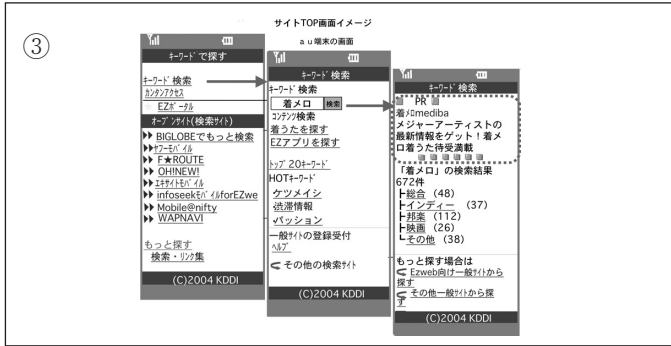 サイトTOP画面イメージ
au端末の画面
③
キーワードで探す
キーワード検索
カンタンアクセス
EZポータル
オープンサイト(検索サイト)
BIGLOBEでもっと検索
ヤフーモバイル
F★ROUTE
OH!NEW!
エキサイトモバイル
infoseekモバイルforEZwe
Mobile@nifty
WAPNAVI
もっと探す
検索・リンク集
(C)2004 KDDI
キーワード検索
キーワード検索
着メロ 検索
コンテンツ検索
着うたを探す
EZアプリを探す
トップ20キーワード
HOTキーワード
・ケツメイシ
・渋滞情報
・パッション
一般サイトの登録受付
ヘルプ
その他の検索サイト
(C)2004 KDDI
キーワード検索
PR
着メロmediba
メジャーアーティストの
最新情報をゲット！着メ
ロ着うた待受満載
「着メロ」の検索結果
672件
├総合 (48)
├インディー (37)
├邦楽 (112)
├映画 (26)
└その他 (38)
もっと探す場合は
Ezweb向け一般サイトから
探す
その他一般サイトから探
す
(C)2004 KDDI